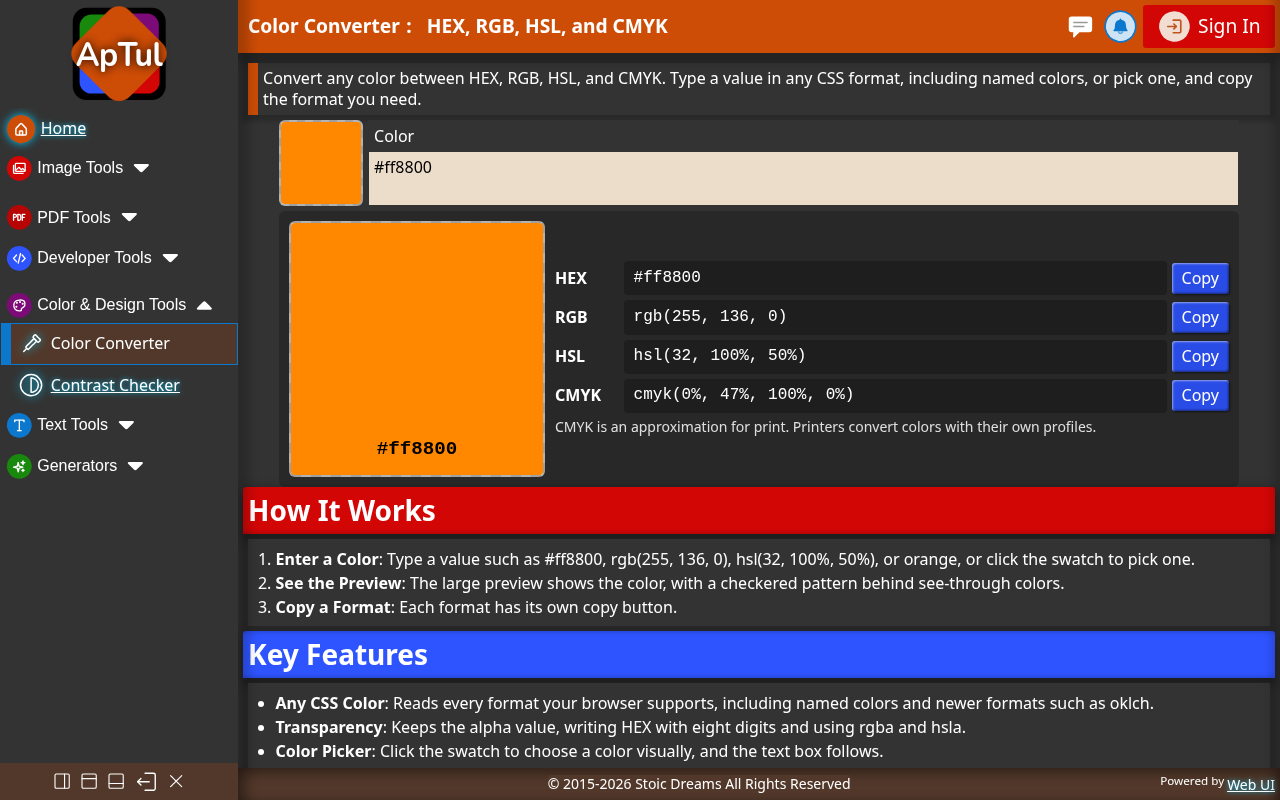 ApTul
Home
Image Tools
PDF
PDF Tools
Developer Tools
Color & Design Tools
Color Converter
Contrast Checker
Text Tools
Generators
Color Converter : HEX, RGB, HSL, and CMYK
Sign In
Convert any color between HEX, RGB, HSL, and CMYK. Type a value in any CSS format, including named colors, or pick one, and copy
the format you need.
Color
#ff8800
#ff8800
HEX #ff8800 Copy
RGB rgb(255, 136, 0) Copy
HSL hsl(32, 100%, 50%) Copy
CMYK cmyk(0%, 47%, 100%, 0%) Copy
CMYK is an approximation for print. Printers convert colors with their own profiles.
How It Works
1. Enter a Color: Type a value such as #ff8800, rgb(255, 136, 0), hsl(32, 100%, 50%), or orange, or click the swatch to pick one.
2. See the Preview: The large preview shows the color, with a checkered pattern behind see-through colors.
3. Copy a Format: Each format has its own copy button.
Key Features
• Any CSS Color: Reads every format your browser supports, including named colors and newer formats such as oklch.
• Transparency: Keeps the alpha value, writing HEX with eight digits and using rgba and hsla.
• Color Picker: Click the swatch to choose a color visually, and the text box follows.
© 2015-2026 Stoic Dreams All Rights Reserved
Powered by Web UI